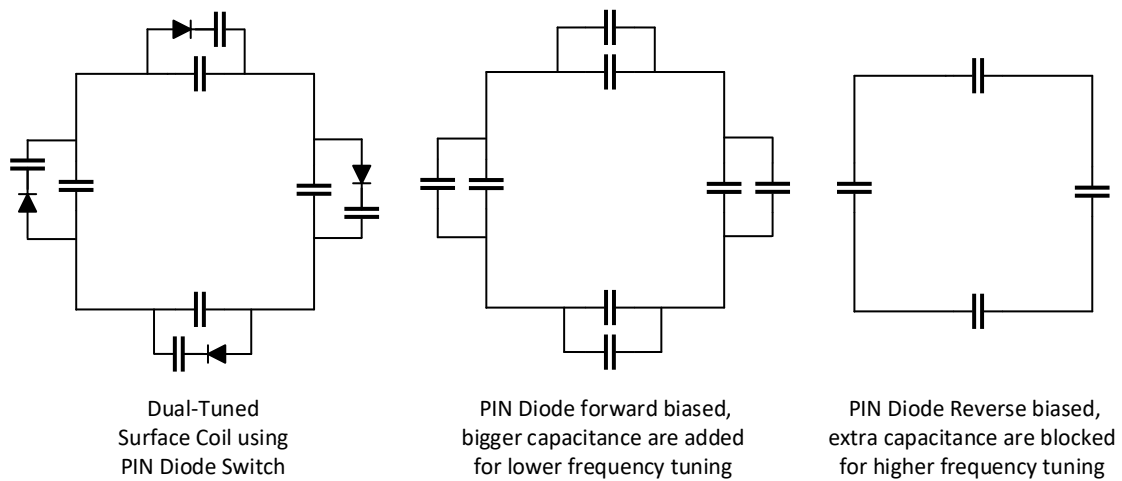 Dual-Tuned
Surface Coil using
PIN Diode Switch
PIN Diode forward biased,
bigger capacitance are added
for lower frequency tuning
PIN Diode Reverse biased,
extra capacitance are blocked
for higher frequency tuning